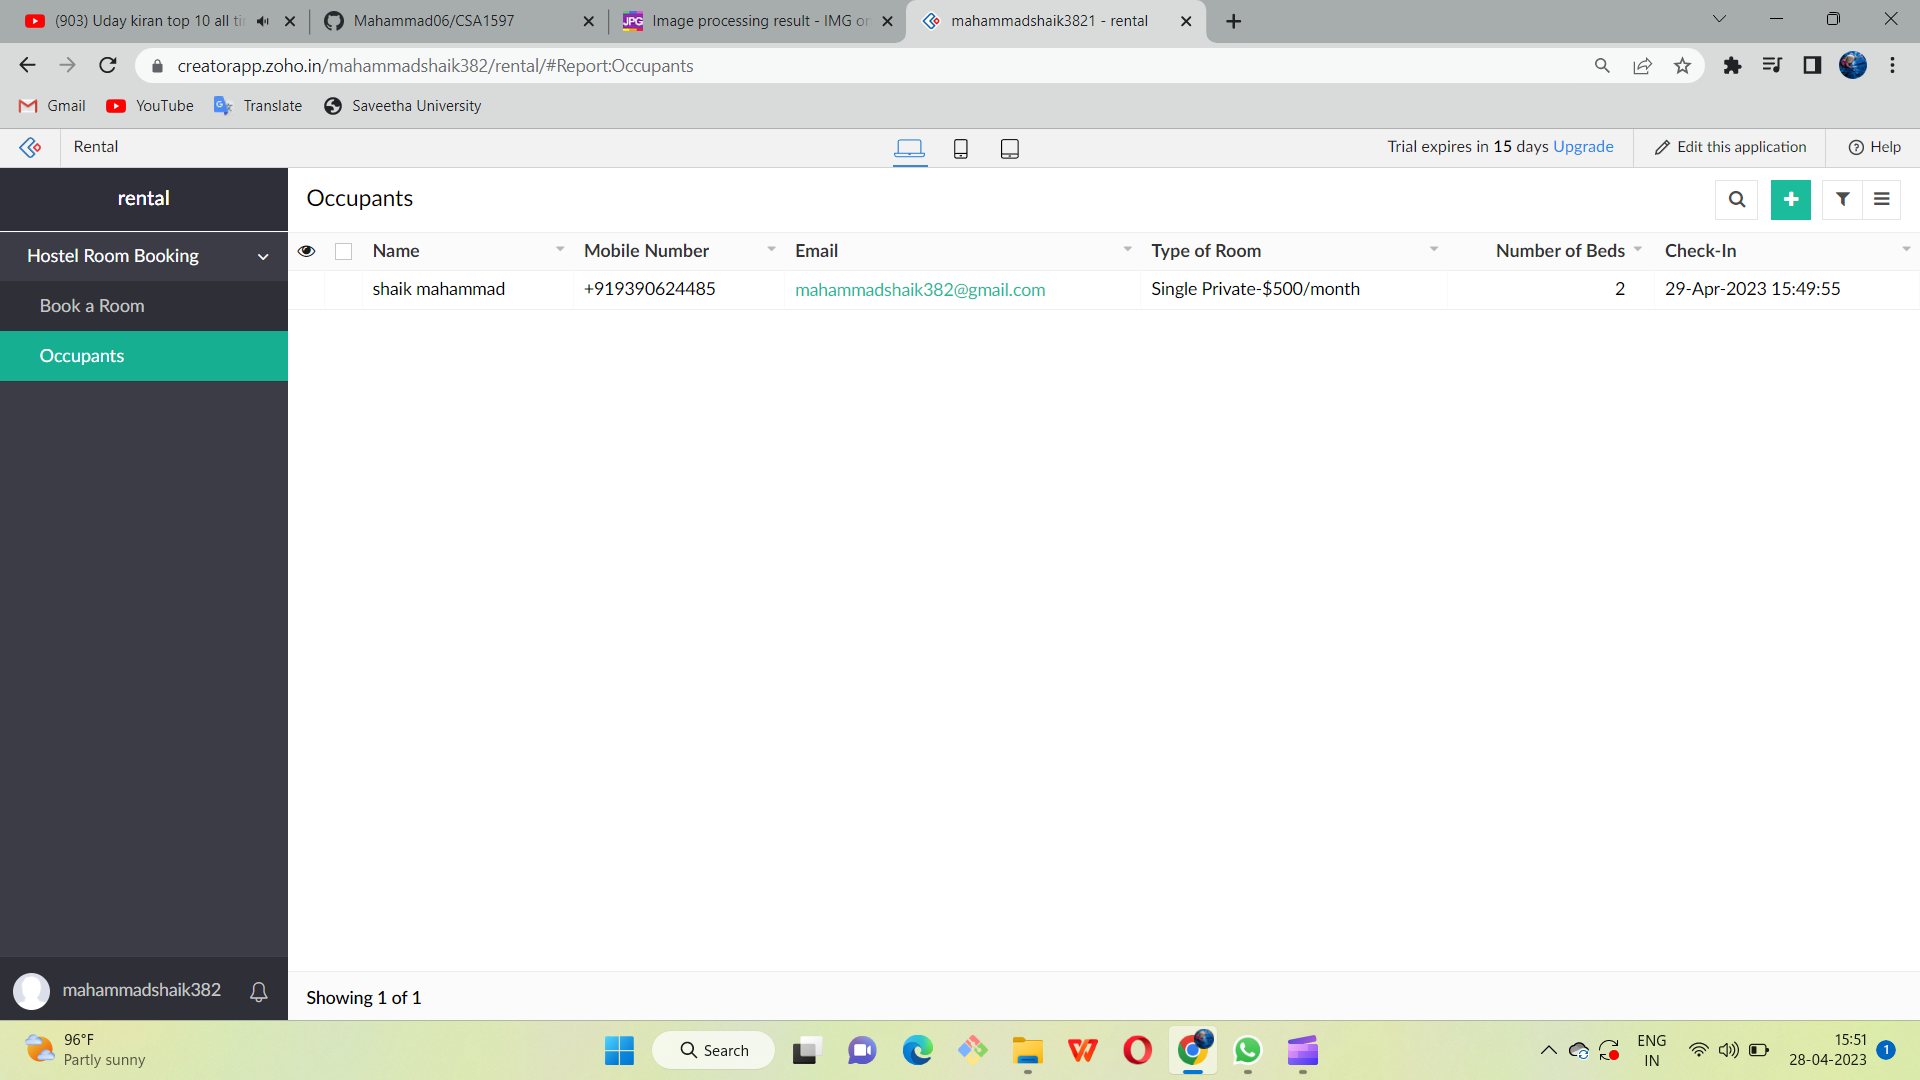 (903) Uday kiran top 10 all ti
Mahammad06/CSA1597
JPG
Image processing result - IMG on
mahammadshaik3821 - rental
creatorapp.zoho.in/mahammadshaik382/rental/#Report:Occupants
Gmail
YouTube
Translate
Saveetha University
Rental
Trial expires in 15 days Upgrade
Edit this application
Help
rental
Occupants
Hostel Room Booking
Name
Mobile Number
Email
Type of Room
Number of Beds
Check-In
shaik mahammad
+919390624485
mahammadshaik382@gmail.com
Single Private-$500/month
2
29-Apr-2023 15:49:55
Book a Room
Occupants
mahammadshaik382
Showing 1 of 1
96°F
Partly sunny
Search
ENG
IN
15:51
28-04-2023
1